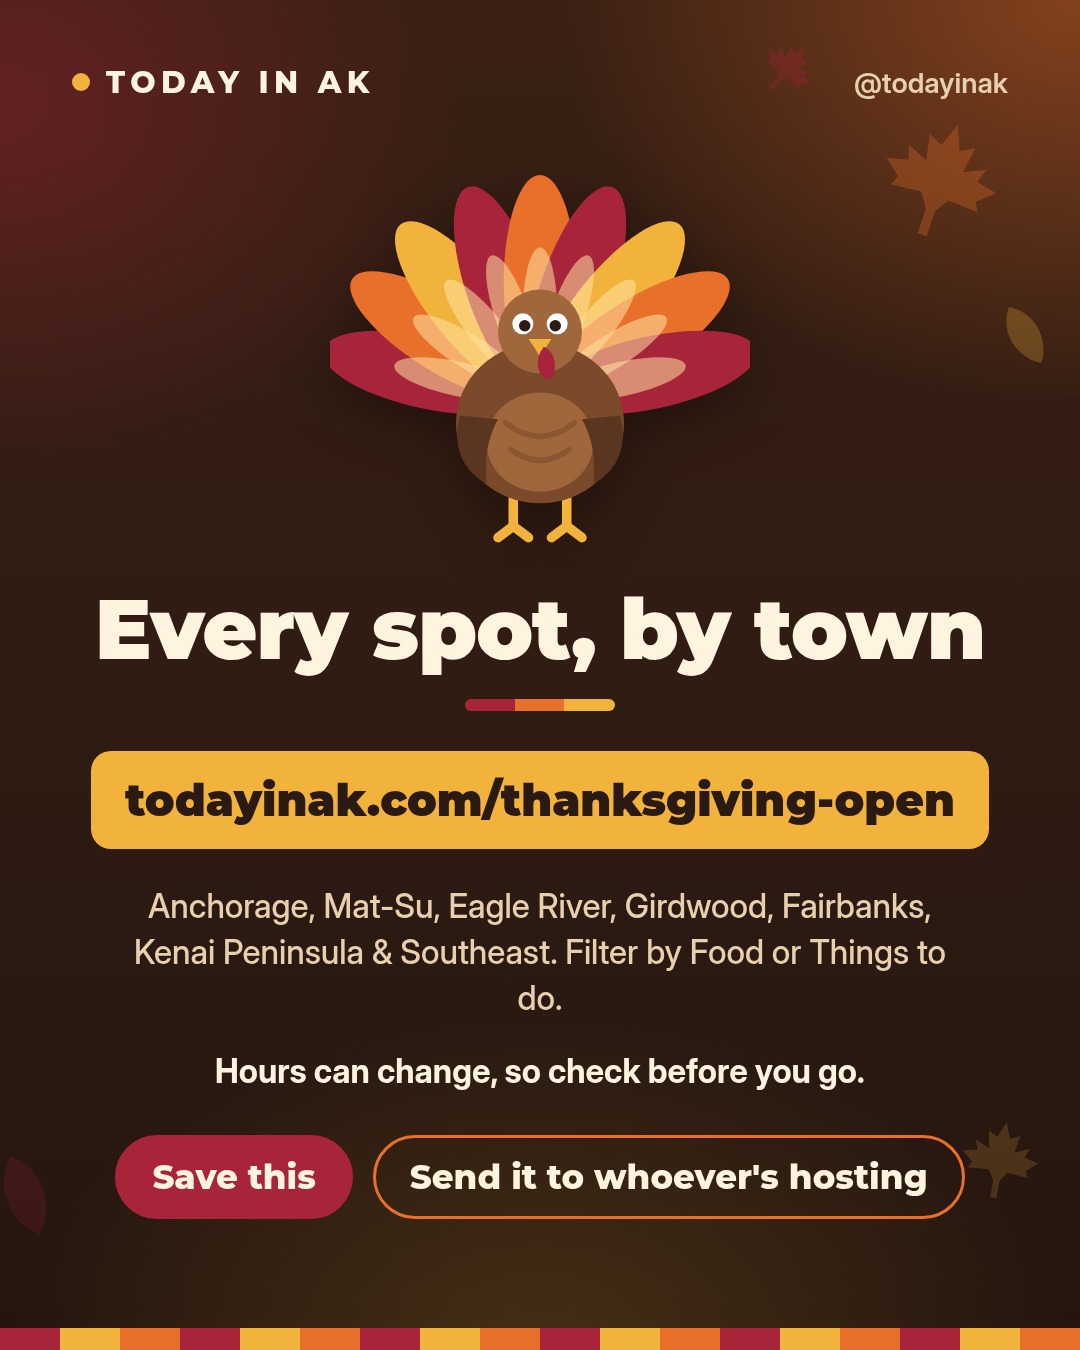 TODAY IN AK
@todayinak
Every spot, by town
todayinak.com/thanksgiving-open
Anchorage, Mat-Su, Eagle River, Girdwood, Fairbanks,
Kenai Peninsula & Southeast. Filter by Food or Things to
do.
Hours can change, so check before you go.
Save this
Send it to whoever's hosting